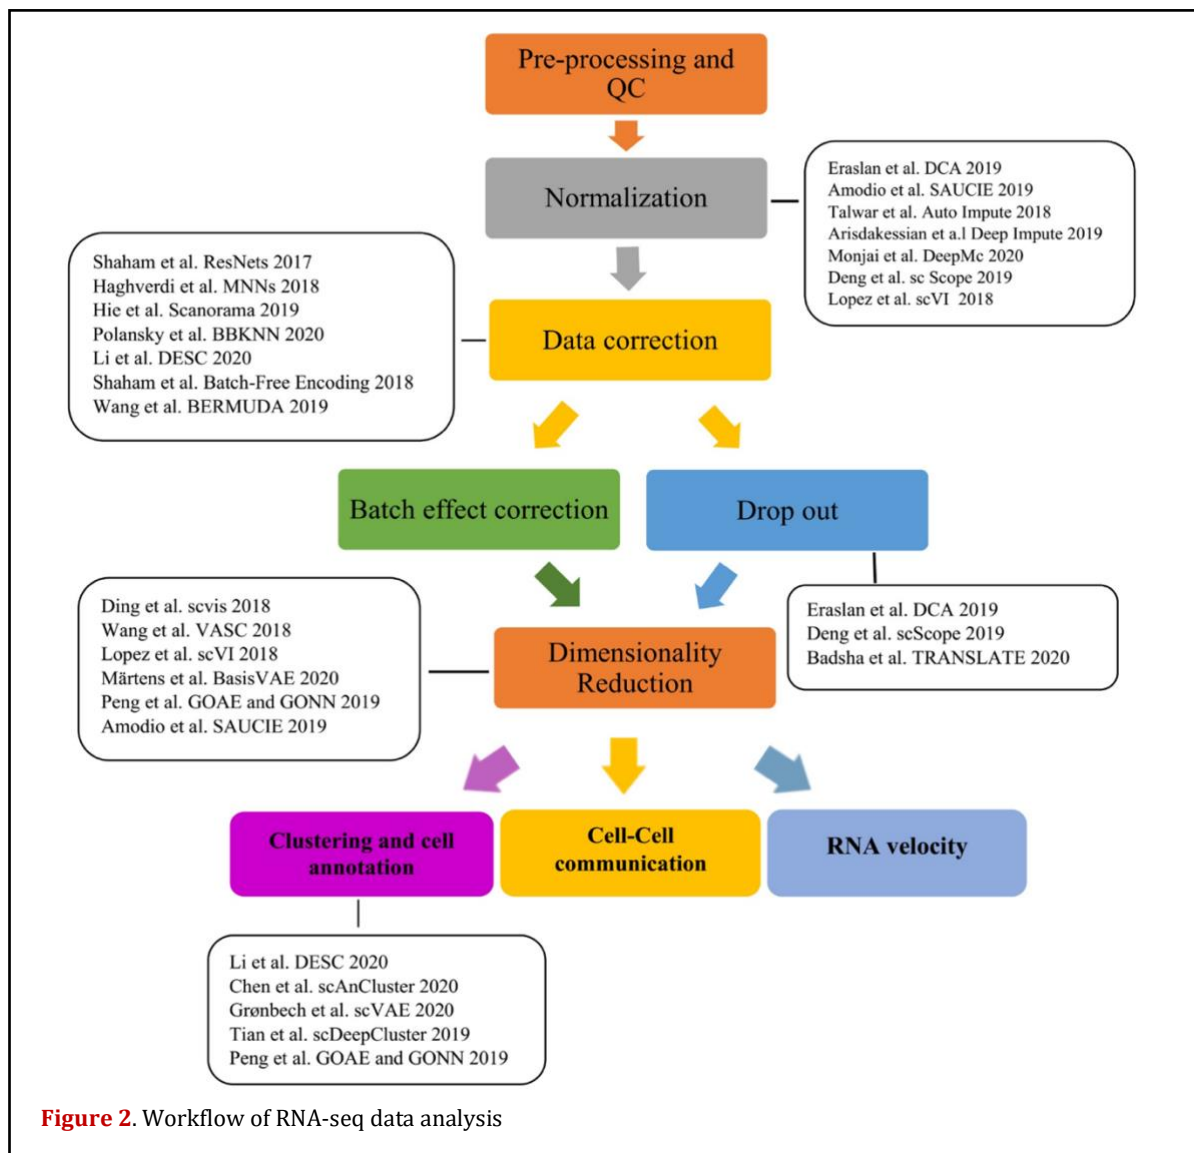 Pre-processing and
QC
Normalization
Eraslan et al. DCA 2019
Amodio et al. SAUCIE 2019
Talwar et al. Auto Impute 2018
Arisdakessian et a.l Deep Impute 2019
Monjai et al. DeepMc 2020
Deng et al. sc Scope 2019
Lopez et al. scVI  2018
Shaham et al. ResNets 2017
Haghverdi et al. MNNs 2018
Hie et al. Scanorama 2019
Polansky et al. BBKNN 2020
Li et al. DESC 2020
Shaham et al. Batch-Free Encoding 2018
Wang et al. BERMUDA 2019
Data correction
Batch effect correction
Drop out
Ding et al. scvis 2018
Wang et al. VASC 2018
Lopez et al. scVI 2018
Märtens et al. BasisVAE 2020
Peng et al. GOAE and GONN 2019
Amodio et al. SAUCIE 2019
Eraslan et al. DCA 2019
Deng et al. scScope 2019
Badsha et al. TRANSLATE 2020
Dimensionality
Reduction
Clustering and cell
annotation
Cell-Cell
communication
RNA velocity
Li et al. DESC 2020
Chen et al. scAnCluster 2020
Grønbech et al. scVAE 2020
Tian et al. scDeepCluster 2019
Peng et al. GOAE and GONN 2019
Figure 2. Workflow of RNA-seq data analysis